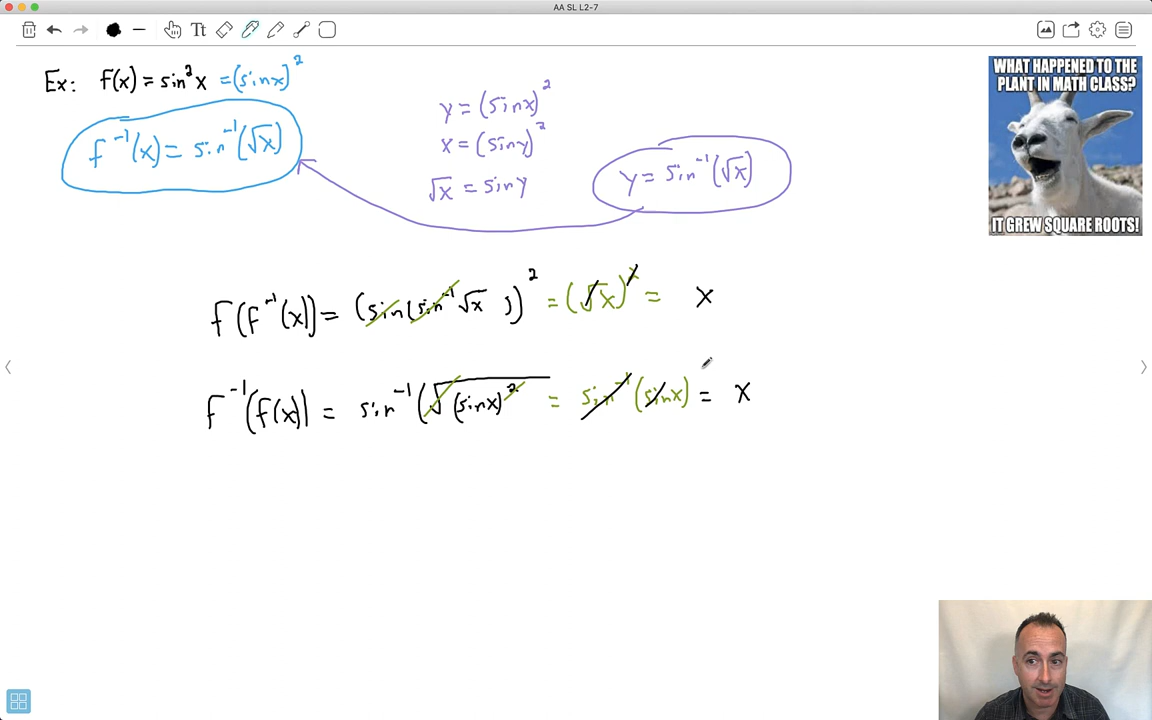 AA SL L2-7
Tt
Ex: f(x) = sin²x = (sinx)²
f⁻¹(x) = sin⁻¹(√x)
y = (sinx)²
x = (siny)²
√x = siny
y = sin⁻¹(√x)
WHAT HAPPENED TO THE
PLANT IN MATH CLASS?
IT GREW SQUARE ROOTS!
f(f⁻¹(x)) = (sin(sin⁻¹√x))² = (√x)² = x
f⁻¹(f(x)) = sin⁻¹(√(sinx)²) = sin⁻¹(sinx) = x